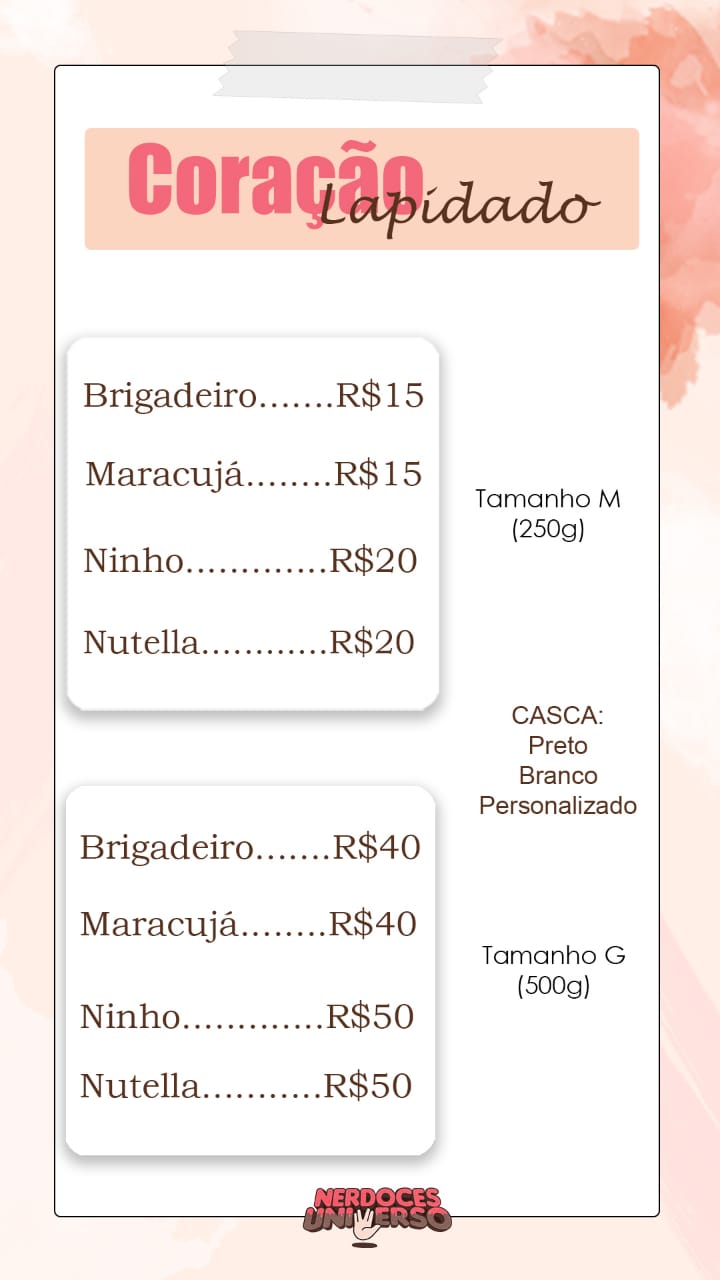 Coração
Lapidado
Brigadeiro.......R$15
Maracujá........R$15
Ninho.............R$20
Nutella............R$20
Tamanho M
(250g)
CASCA:
Preto
Branco
Personalizado
Brigadeiro.......R$40
Maracujá........R$40
Ninho.............R$50
Nutella...........R$50
Tamanho G
(500g)
NERDOCES
UNIVERSO